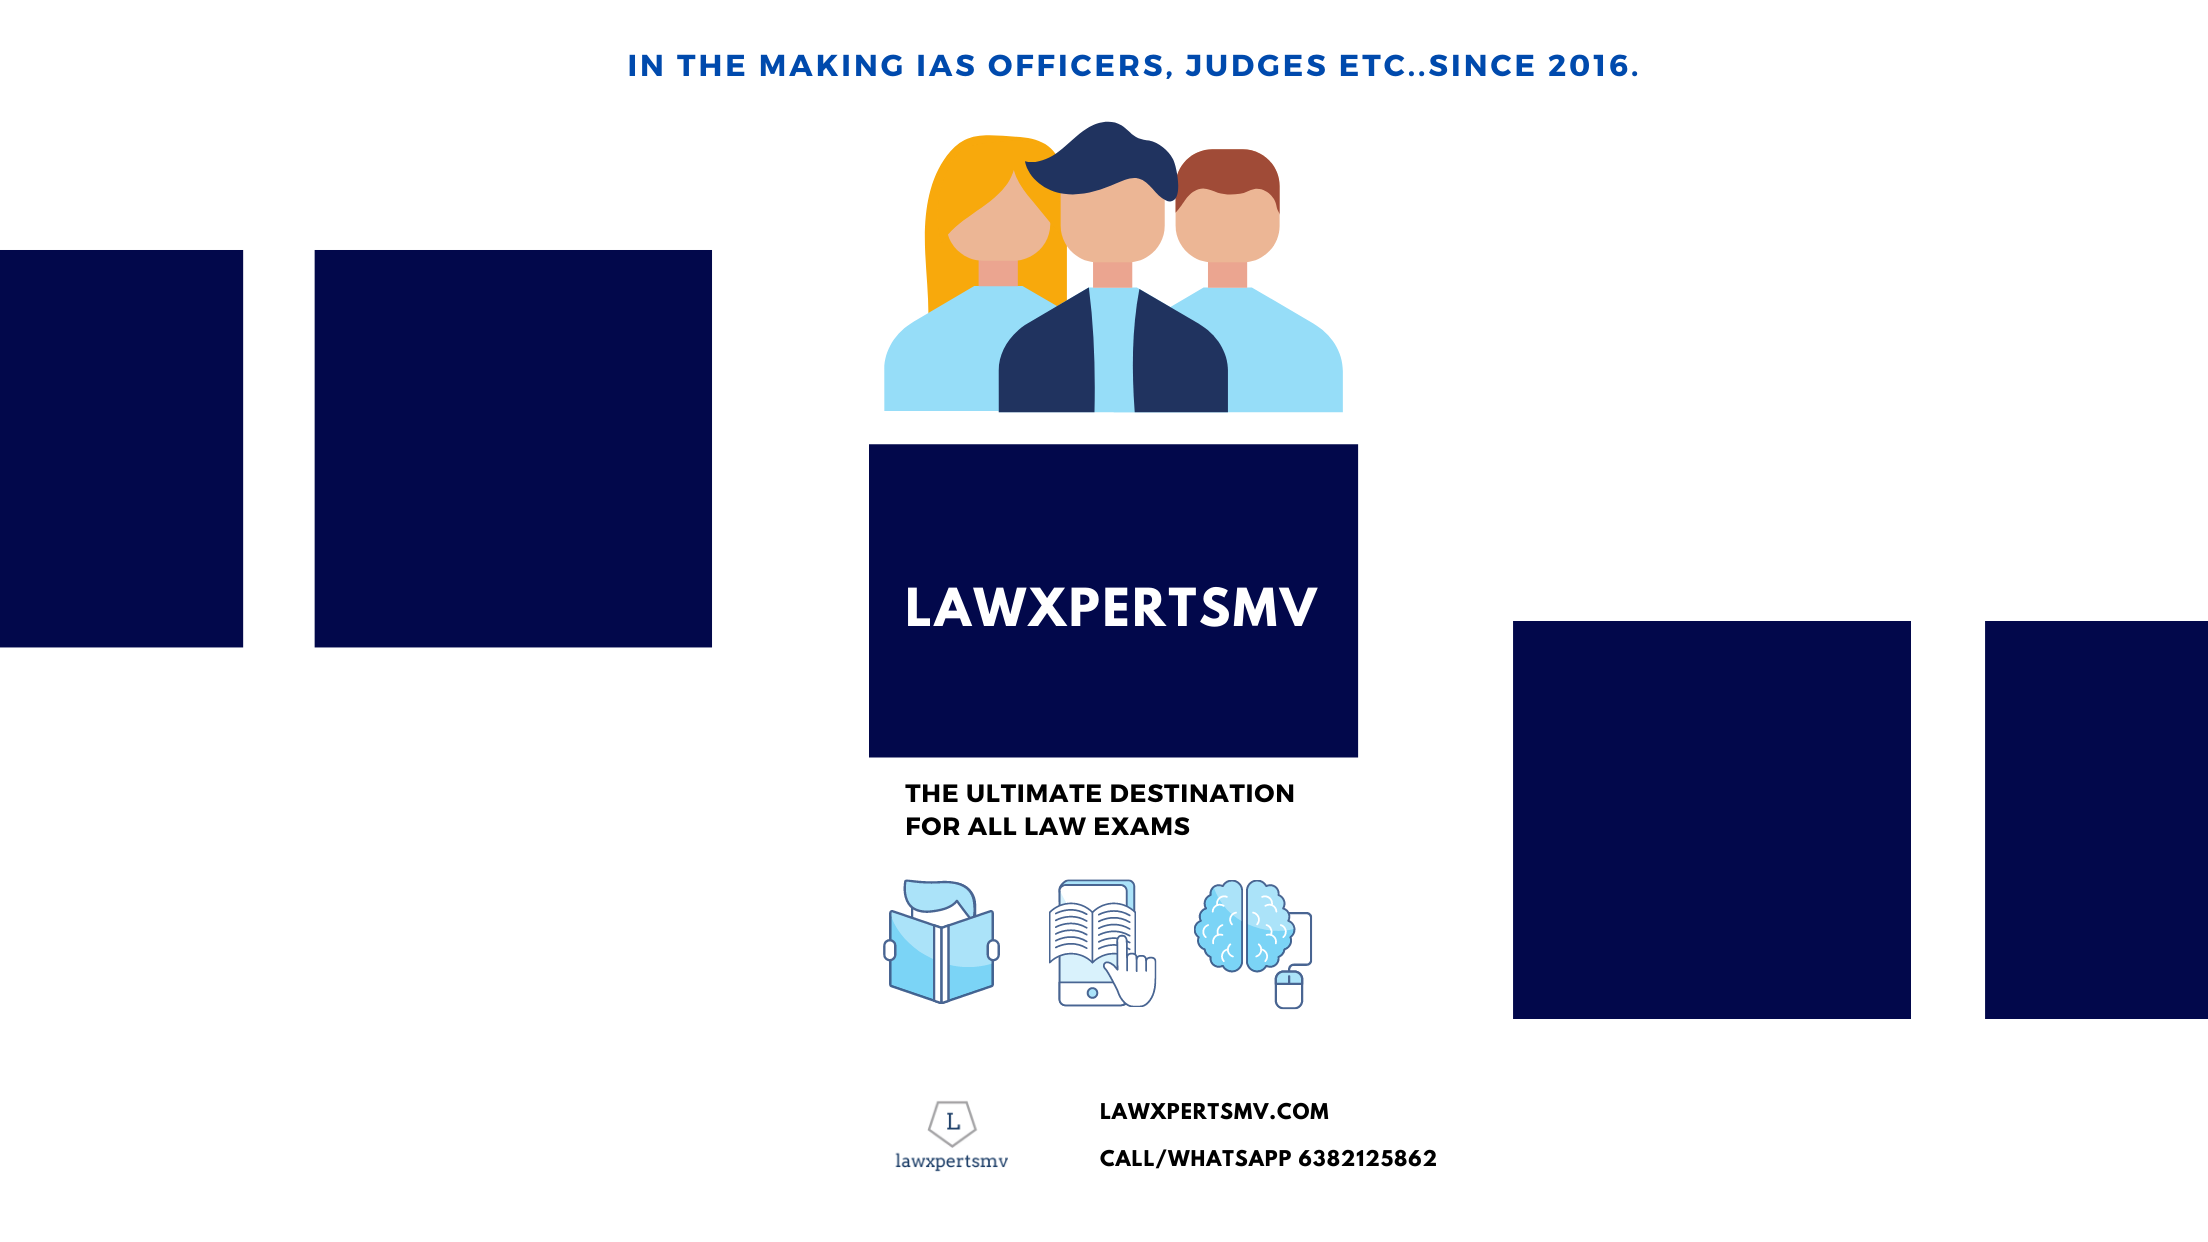 IN THE MAKING IAS OFFICERS, JUDGES ETC..SINCE 2016.
LAWXPERTSMV
THE ULTIMATE DESTINATION
FOR ALL LAW EXAMS
L
lawxpertsmv
LAWXPERTSMV.COM
CALL/WHATSAPP 6382125862